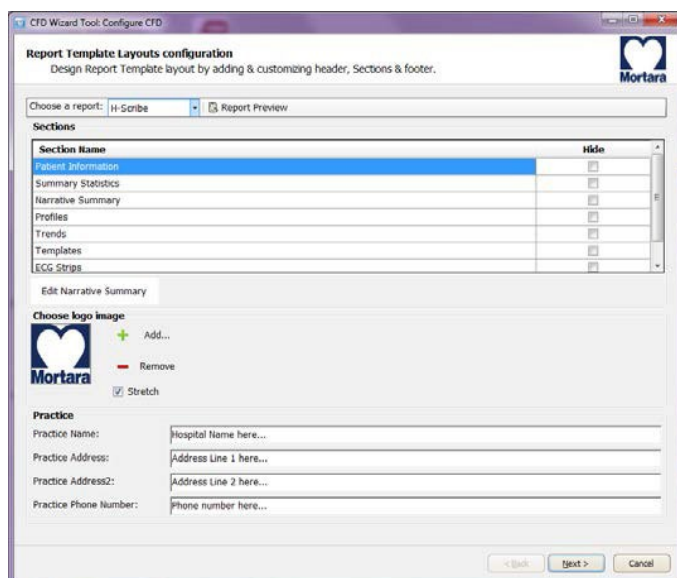 CFD Wizard Tool: Configure CFD
Report Template Layouts configuration
Design Report Template layout by adding & customizing header, Sections & footer.
Mortara
Choose a report: H-Scribe Report Preview
Sections
Section Name Hide
Patient Information
Summary Statistics
Narrative Summary
Profiles
Trends
Templates
ECG Strips
Edit Narrative Summary
Choose logo image
Mortara
Add...
Remove
Stretch
Practice
Practice Name: Hospital Name here...
Practice Address: Address Line 1 here...
Practice Address2: Address Line 2 here...
Practice Phone Number: Phone number here...
< Back Next > Cancel